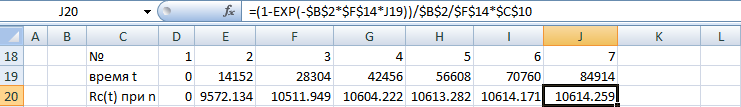 J20 fx =(1-EXP(-$B$2*$F$14*J19))/$B$2/$F$14*$C$10
A B C D E F G H I J K L
18 № 1 2 3 4 5 6 7
19 время t 0 14152 28304 42456 56608 70760 84914
20 Rc(t) при n 0 9572.134 10511.949 10604.222 10613.282 10614.171 10614.259